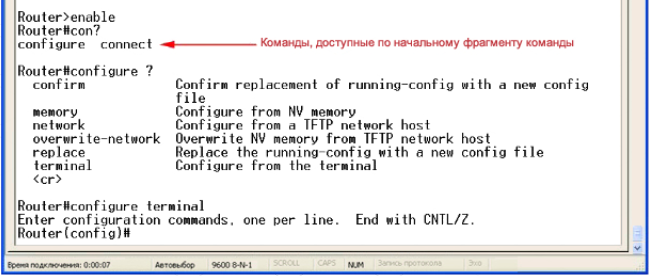 Router>enable
Router#con?
configure  connect
Команды, доступные по начальному фрагменту команды
Router#configure ?
confirm Confirm replacement of running-config with a new config
file
memory Configure from NV memory
network Configure from a TFTP network host
overwrite-network Overwrite NV memory from TFTP network host
replace Replace the running-config with a new config file
terminal Configure from the terminal
<cr>
Router#configure terminal
Enter configuration commands, one per line.  End with CNTL/Z.
Router(config)#
Время подключения: 0:00:07 Автовыбор 9600 8-N-1 SCROLL CAPS NUM Запись протокола Эхо